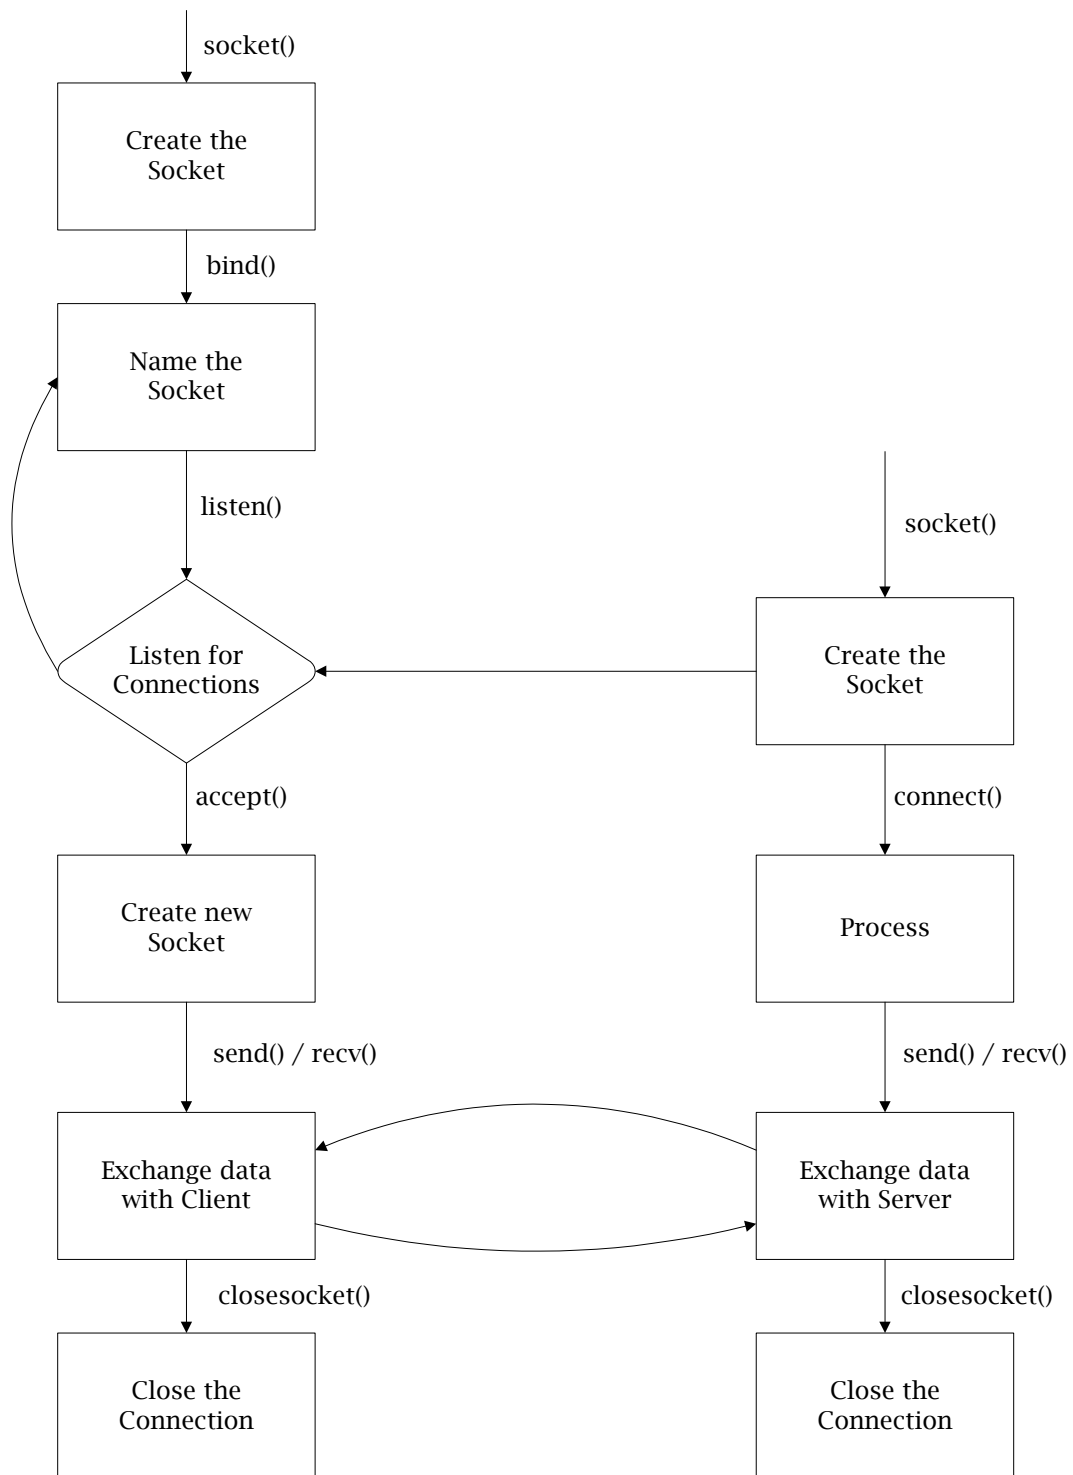 socket()
Create the
Socket
bind()
Name the
Socket
listen()
socket()
Listen for
Connections
Create the
Socket
accept()
connect()
Create new
Socket
Process
send() / recv()
send() / recv()
Exchange data
with Client
Exchange data
with Server
closesocket()
closesocket()
Close the
Connection
Close the
Connection